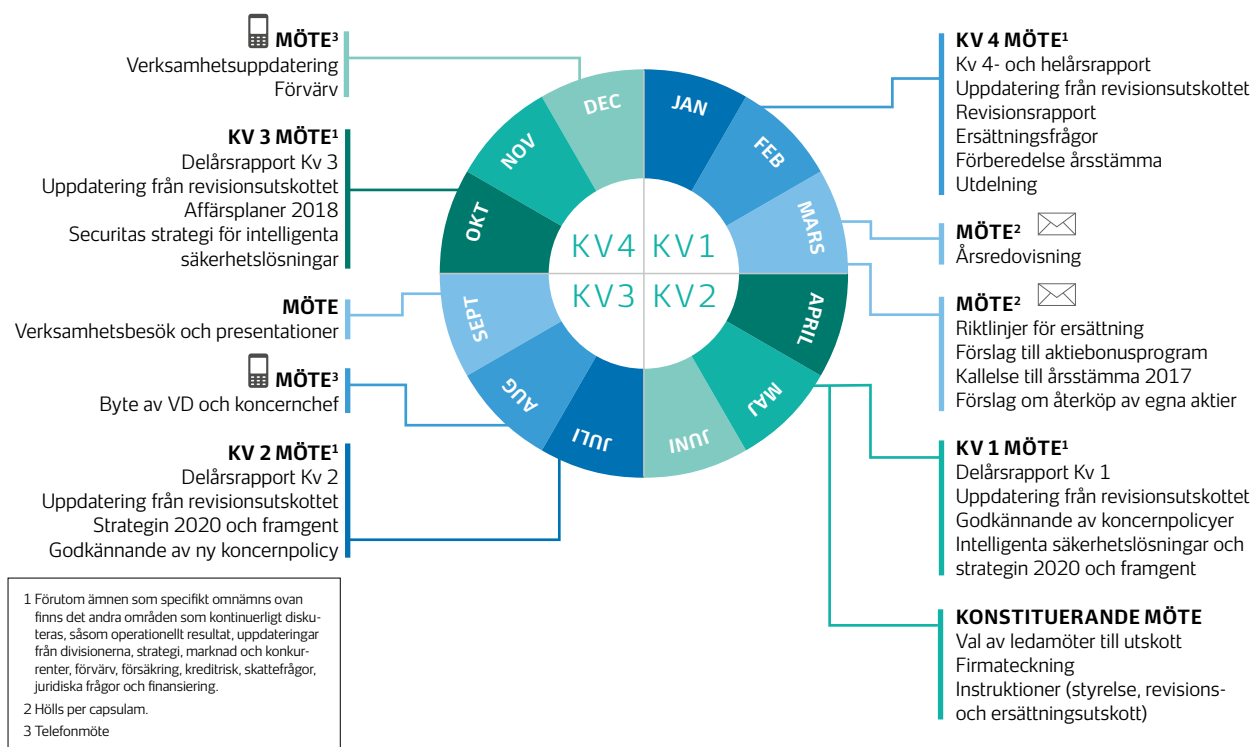 MÖTE³
Verksamhetsuppdatering
Förvärv
KV 3 MÖTE¹
Delårsrapport Kv 3
Uppdatering från revisionsutskottet
Affärsplaner 2018
Securitas strategi för intelligenta
säkerhetslösningar
MÖTE
Verksamhetsbesök och presentationer
MÖTE³
Byte av VD och koncernchef
KV 2 MÖTE¹
Delårsrapport Kv 2
Uppdatering från revisionsutskottet
Strategin 2020 och framgent
Godkännande av ny koncernpolicy
1 Förutom ämnen som specifikt omnämns ovan
finns det andra områden som kontinuerligt disku-
teras, såsom operationellt resultat, uppdateringar
från divisionerna, strategi, marknad och konkur-
renter, förvärv, försäkring, kreditrisk, skattefrågor,
juridiska frågor och finansiering.
2 Hölls per capsulam.
3 Telefonmöte
JAN
FEB
MARS
APRIL
MAJ
JUNI
JULI
AUG
SEPT
OKT
NOV
DEC
KV4 KV1
KV3 KV2
KV 4 MÖTE¹
Kv 4- och helårsrapport
Uppdatering från revisionsutskottet
Revisionsrapport
Ersättningsfrågor
Förberedelse årsstämma
Utdelning
MÖTE²
Årsredovisning
MÖTE²
Riktlinjer för ersättning
Förslag till aktiebonusprogram
Kallelse till årsstämma 2017
Förslag om återköp av egna aktier
KV 1 MÖTE¹
Delårsrapport Kv 1
Uppdatering från revisionsutskottet
Godkännande av koncernpolicyer
Intelligenta säkerhetslösningar och
strategin 2020 och framgent
KONSTITUERANDE MÖTE
Val av ledamöter till utskott
Firmateckning
Instruktioner (styrelse, revisions-
och ersättningsutskott)